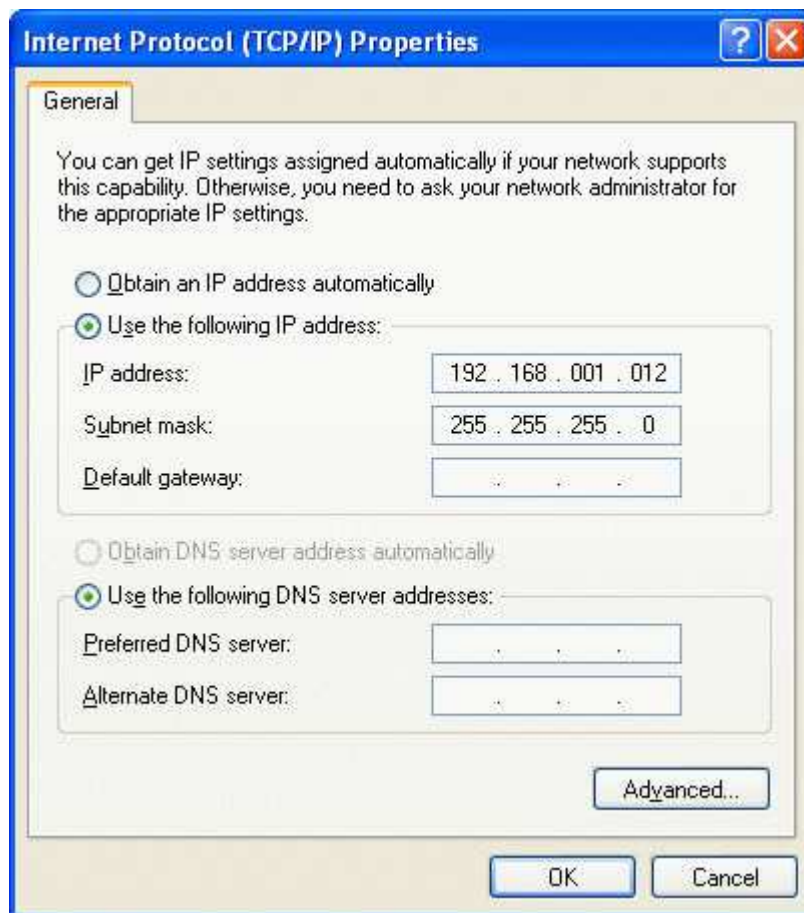 Internet Protocol (TCP/IP) Properties
General
You can get IP settings assigned automatically if your network supports
this capability. Otherwise, you need to ask your network administrator for
the appropriate IP settings.
Obtain an IP address automatically
Use the following IP address:
IP address: 192 . 168 . 001 . 012
Subnet mask: 255 . 255 . 255 . 0
Default gateway: . . .
Obtain DNS server address automatically
Use the following DNS server addresses:
Preferred DNS server: . . .
Alternate DNS server: . . .
Advanced...
OK Cancel